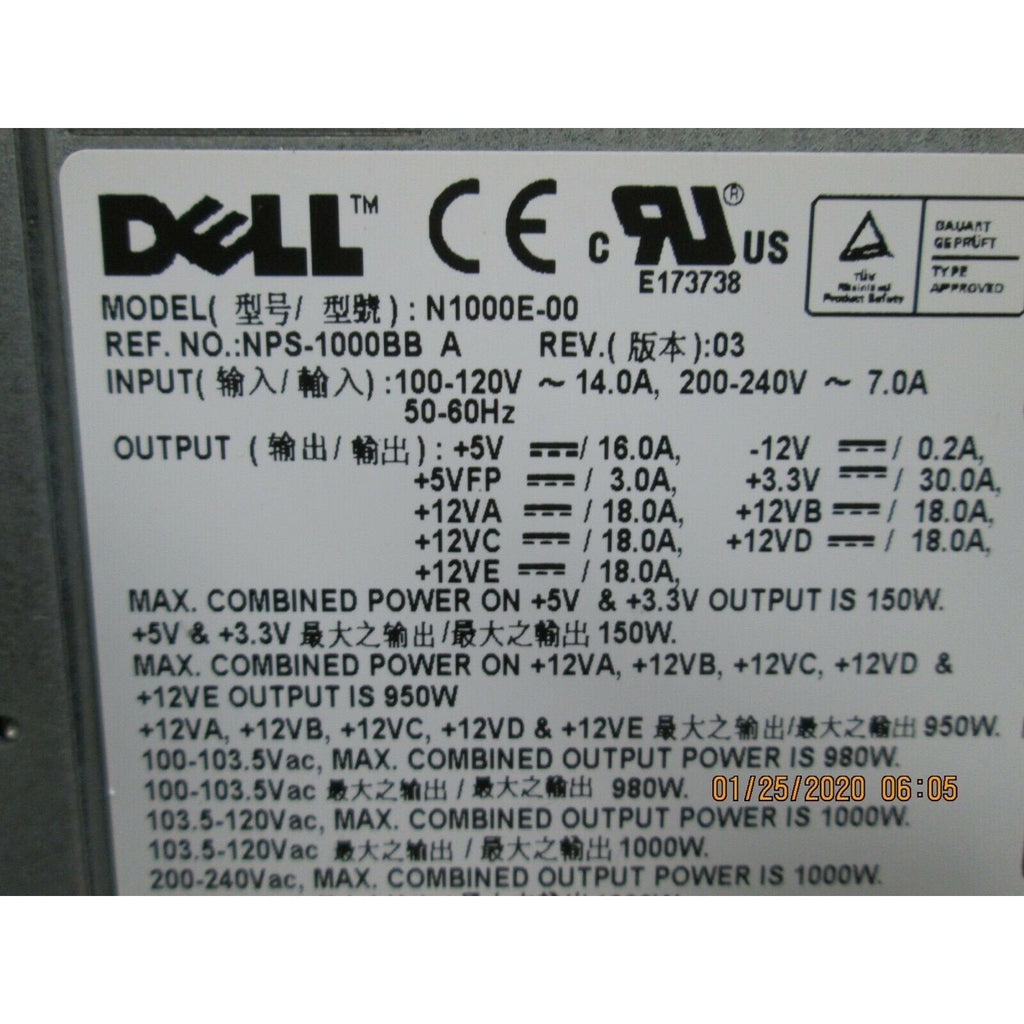 DELL™ CE c RU® US
E173738
TÜV
Rheinland
Product Safety
BAUART
GEPRÜFT
TYPE
APPROVED
MODEL( 型号/ 型號) : N1000E-00
REF. NO.:NPS-1000BB A REV.( 版本 ):03
INPUT( 输入/ 輸入) :100-120V ~ 14.0A, 200-240V ~ 7.0A
50-60Hz
OUTPUT ( 输出/ 輸出) : +5V ⎓/ 16.0A, -12V ⎓/ 0.2A,
+5VFP ⎓/ 3.0A, +3.3V ⎓/ 30.0A,
+12VA ⎓/ 18.0A, +12VB ⎓/ 18.0A,
+12VC ⎓/ 18.0A, +12VD ⎓/ 18.0A,
+12VE ⎓/ 18.0A,
MAX. COMBINED POWER ON +5V & +3.3V OUTPUT IS 150W.
+5V & +3.3V 最大之输出/最大之輸出 150W.
MAX. COMBINED POWER ON +12VA, +12VB, +12VC, +12VD &
+12VE OUTPUT IS 950W
+12VA, +12VB, +12VC, +12VD & +12VE 最大之输出/最大之輸出 950W.
100-103.5Vac, MAX. COMBINED OUTPUT POWER IS 980W.
100-103.5Vac 最大之输出 / 最大之輸出 980W.
01/25/2020 06:05
103.5-120Vac, MAX. COMBINED OUTPUT POWER IS 1000W.
103.5-120Vac 最大之输出 / 最大之輸出 1000W.
200-240Vac, MAX. COMBINED OUTPUT POWER IS 1000W.